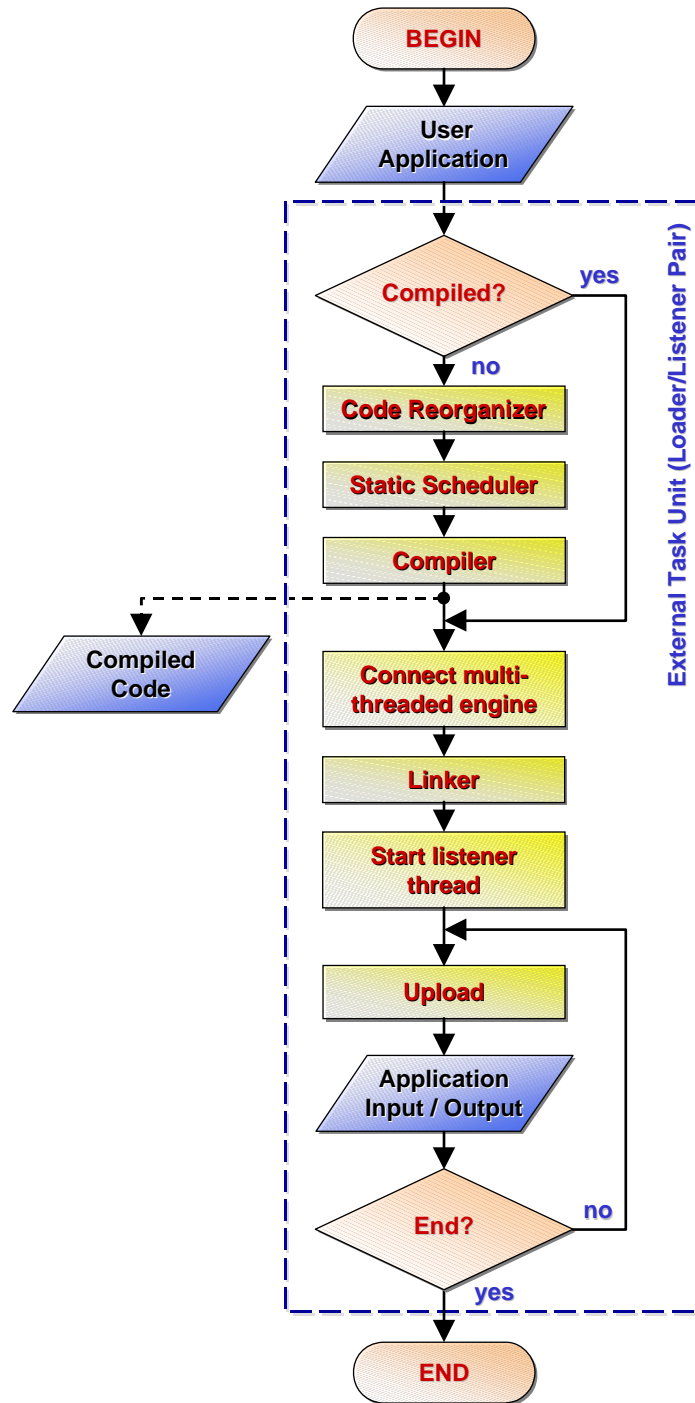 BEGIN
User
Application
Compiled?
yes
no
Code Reorganizer
Static Scheduler
Compiler
Compiled
Code
Connect multi-
threaded engine
Linker
Start listener
thread
Upload
Application
Input / Output
End?
no
yes
END
External Task Unit (Loader/Listener Pair)